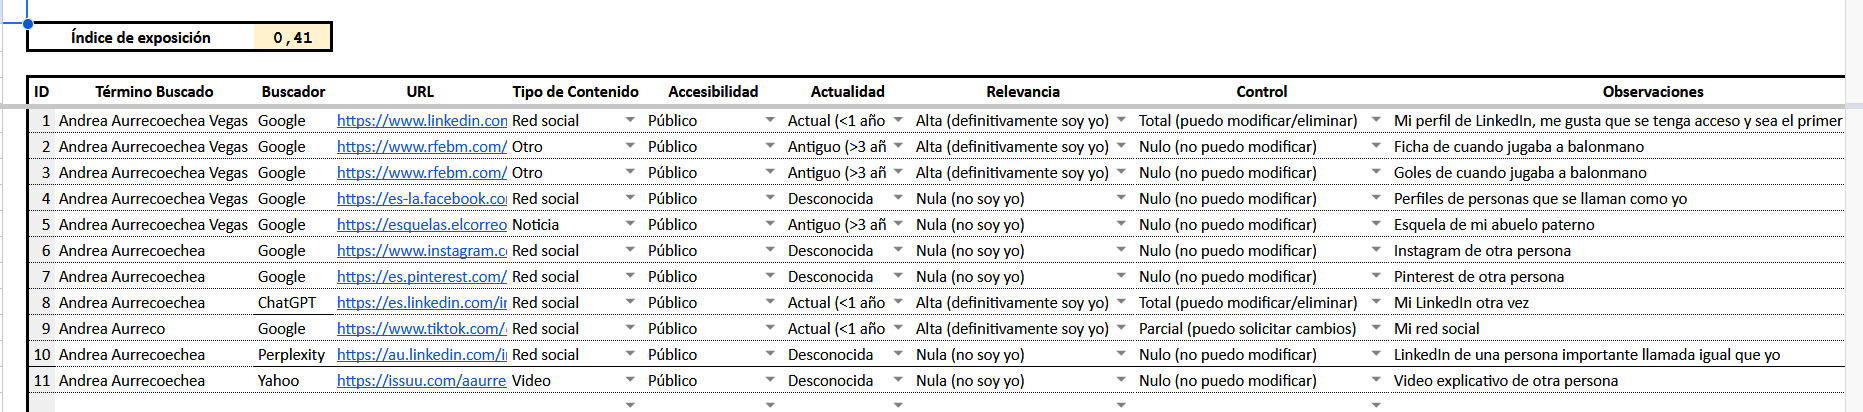 Índice de exposición 0,41
ID Término Buscado Buscador URL Tipo de Contenido Accesibilidad Actualidad Relevancia Control Observaciones
1 Andrea Aurrecoechea Vegas Google https://www.linkedin.con Red social Público Actual (<1 año Alta (definitivamente soy yo) Total (puedo modificar/eliminar) Mi perfil de LinkedIn, me gusta que se tenga acceso y sea el primer
2 Andrea Aurrecoechea Vegas Google https://www.rfebm.com/ Otro Público Antiguo (>3 añ Alta (definitivamente soy yo) Nulo (no puedo modificar) Ficha de cuando jugaba a balonmano
3 Andrea Aurrecoechea Vegas Google https://www.rfebm.com/ Otro Público Antiguo (>3 añ Alta (definitivamente soy yo) Nulo (no puedo modificar) Goles de cuando jugaba a balonmano
4 Andrea Aurrecoechea Vegas Google https://es-la.facebook.co Red social Público Desconocida Nula (no soy yo) Nulo (no puedo modificar) Perfiles de personas que se llaman como yo
5 Andrea Aurrecoechea Vegas Google https://esquelas.elcorreo Noticia Público Antiguo (>3 añ Nula (no soy yo) Nulo (no puedo modificar) Esquela de mi abuelo paterno
6 Andrea Aurrecoechea Google https://www.instagram.c Red social Público Desconocida Nula (no soy yo) Nulo (no puedo modificar) Instagram de otra persona
7 Andrea Aurrecoechea Google https://es.pinterest.com/ Red social Público Desconocida Nula (no soy yo) Nulo (no puedo modificar) Pinterest de otra persona
8 Andrea Aurrecoechea ChatGPT https://es.linkedin.com/i Red social Público Actual (<1 año Alta (definitivamente soy yo) Total (puedo modificar/eliminar) Mi LinkedIn otra vez
9 Andrea Aurreco Google https://www.tiktok.com/ Red social Público Actual (<1 año Alta (definitivamente soy yo) Parcial (puedo solicitar cambios) Mi red social
10 Andrea Aurrecoechea Perplexity https://au.linkedin.com/i Red social Público Desconocida Nula (no soy yo) Nulo (no puedo modificar) LinkedIn de una persona importante llamada igual que yo
11 Andrea Aurrecoechea Yahoo https://issuu.com/aaurre Video Público Desconocida Nula (no soy yo) Nulo (no puedo modificar) Video explicativo de otra persona